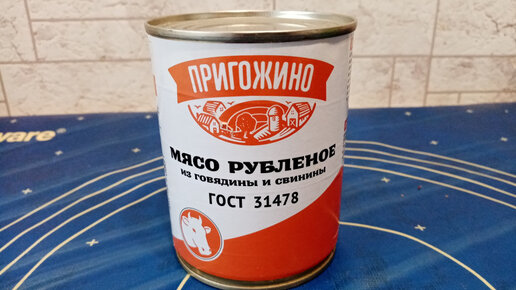 ПРИГОЖИНО
МЯСО РУБЛЕНОЕ
ИЗ ГОВЯДИНЫ И СВИНИНЫ
ГОСТ 31478
ware®